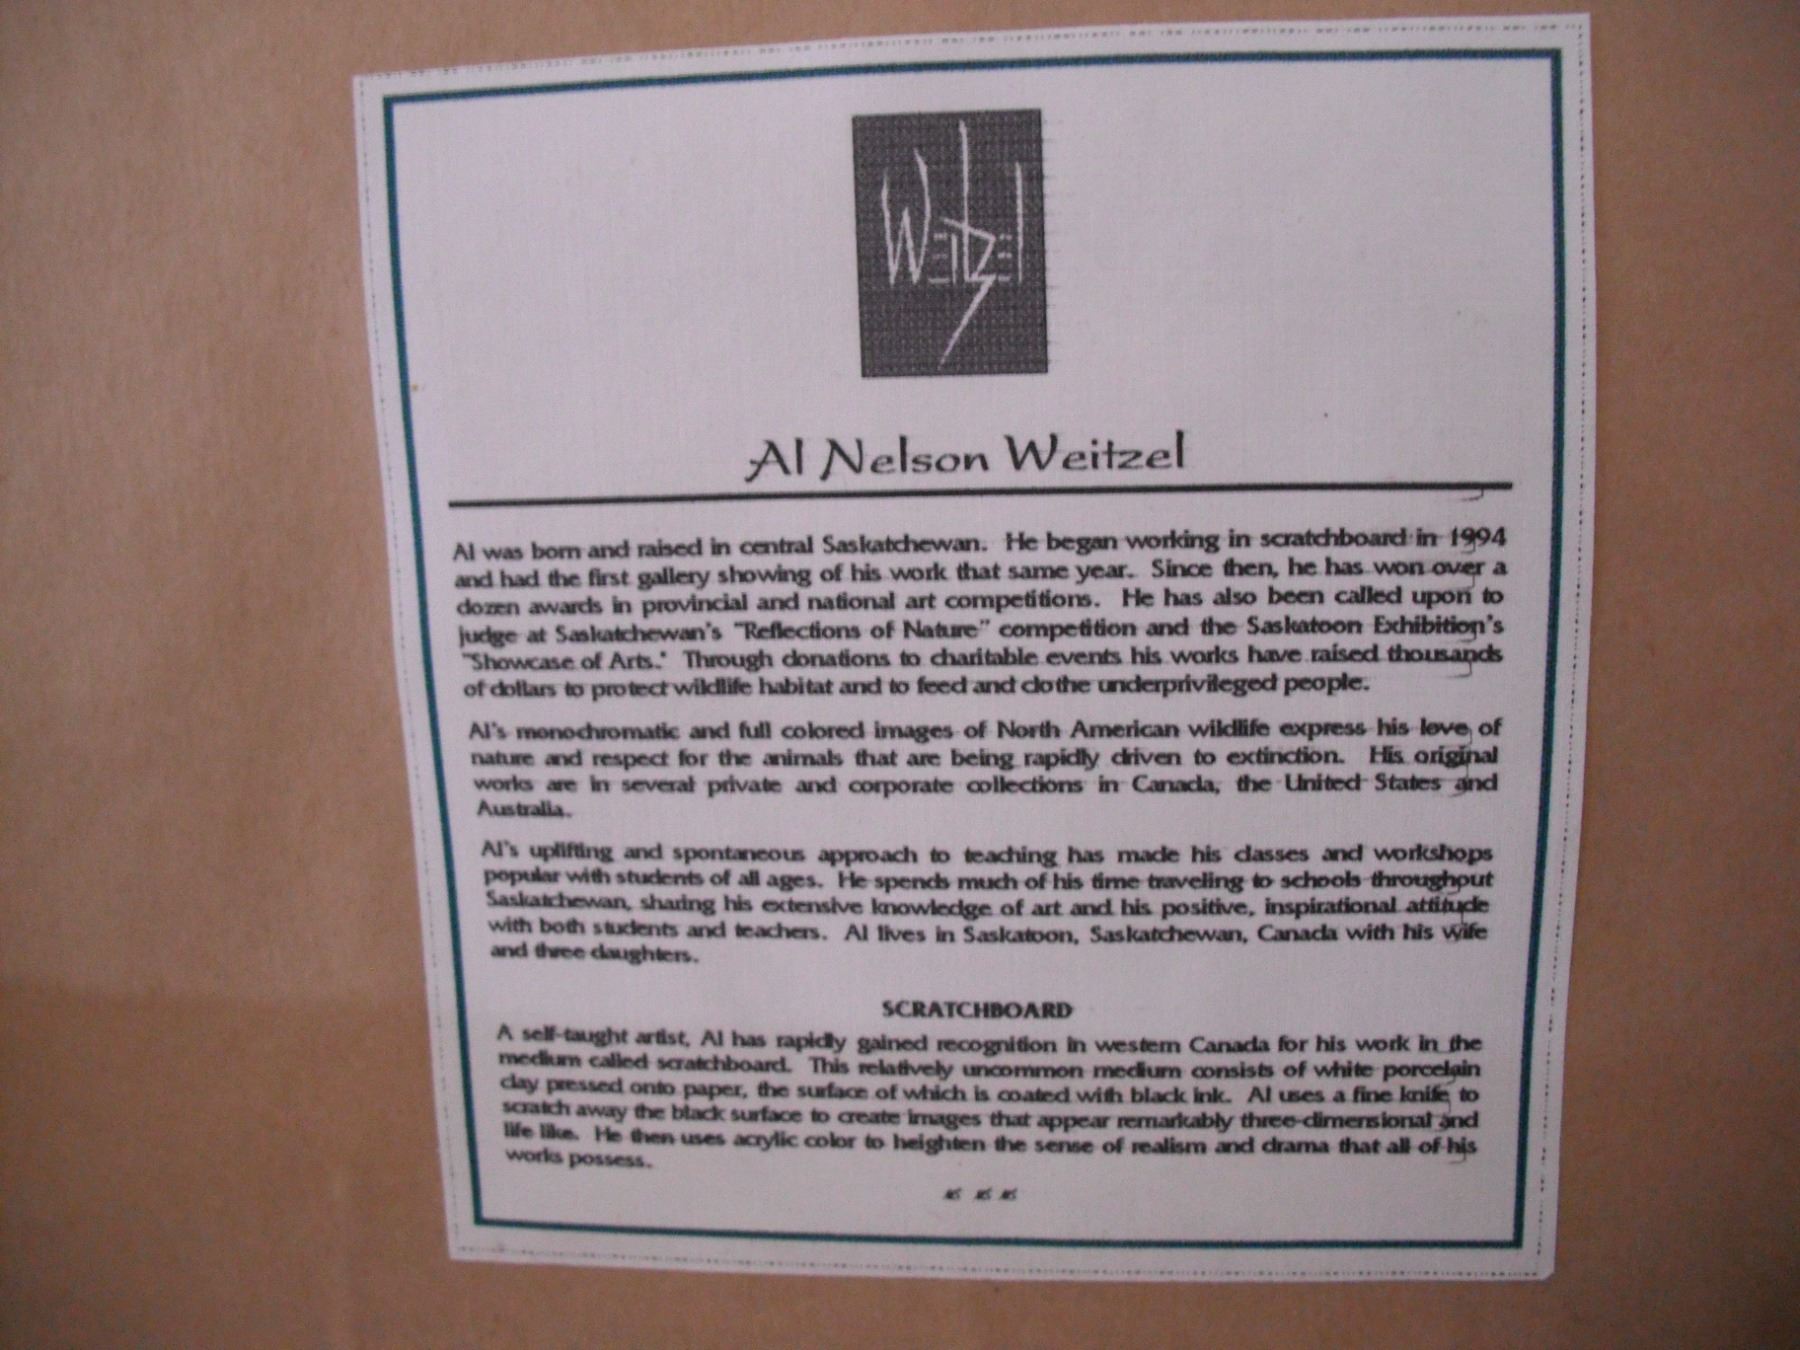 Weitzel
Al Nelson Weitzel
Al was born and raised in central Saskatchewan. He began working in scratchboard in 1994
and had the first gallery showing of his work that same year. Since then, he has won over a
dozen awards in provincial and national art competitions. He has also been called upon to
judge at Saskatchewan's "Reflections of Nature" competition and the Saskatoon Exhibition's
"Showcase of Arts." Through donations to charitable events his works have raised thousands
of dollars to protect wildlife habitat and to feed and clothe underprivileged people.
Al's monochromatic and full colored images of North American wildlife express his love of
nature and respect for the animals that are being rapidly driven to extinction. His original
works are in several private and corporate collections in Canada, the United States and
Australia.
Al's uplifting and spontaneous approach to teaching has made his classes and workshops
popular with students of all ages. He spends much of his time traveling to schools throughout
Saskatchewan, sharing his extensive knowledge of art and his positive, inspirational attitude
with both students and teachers. Al lives in Saskatoon, Saskatchewan, Canada with his wife
and three daughters.
SCRATCHBOARD
A self-taught artist, Al has rapidly gained recognition in western Canada for his work in the
medium called scratchboard. This relatively uncommon medium consists of white porcelain
clay pressed onto paper, the surface of which is coated with black ink. Al uses a fine knife to
scratch away the black surface to create images that appear remarkably three-dimensional and
life like. He then uses acrylic color to heighten the sense of realism and drama that all of his
works possess.